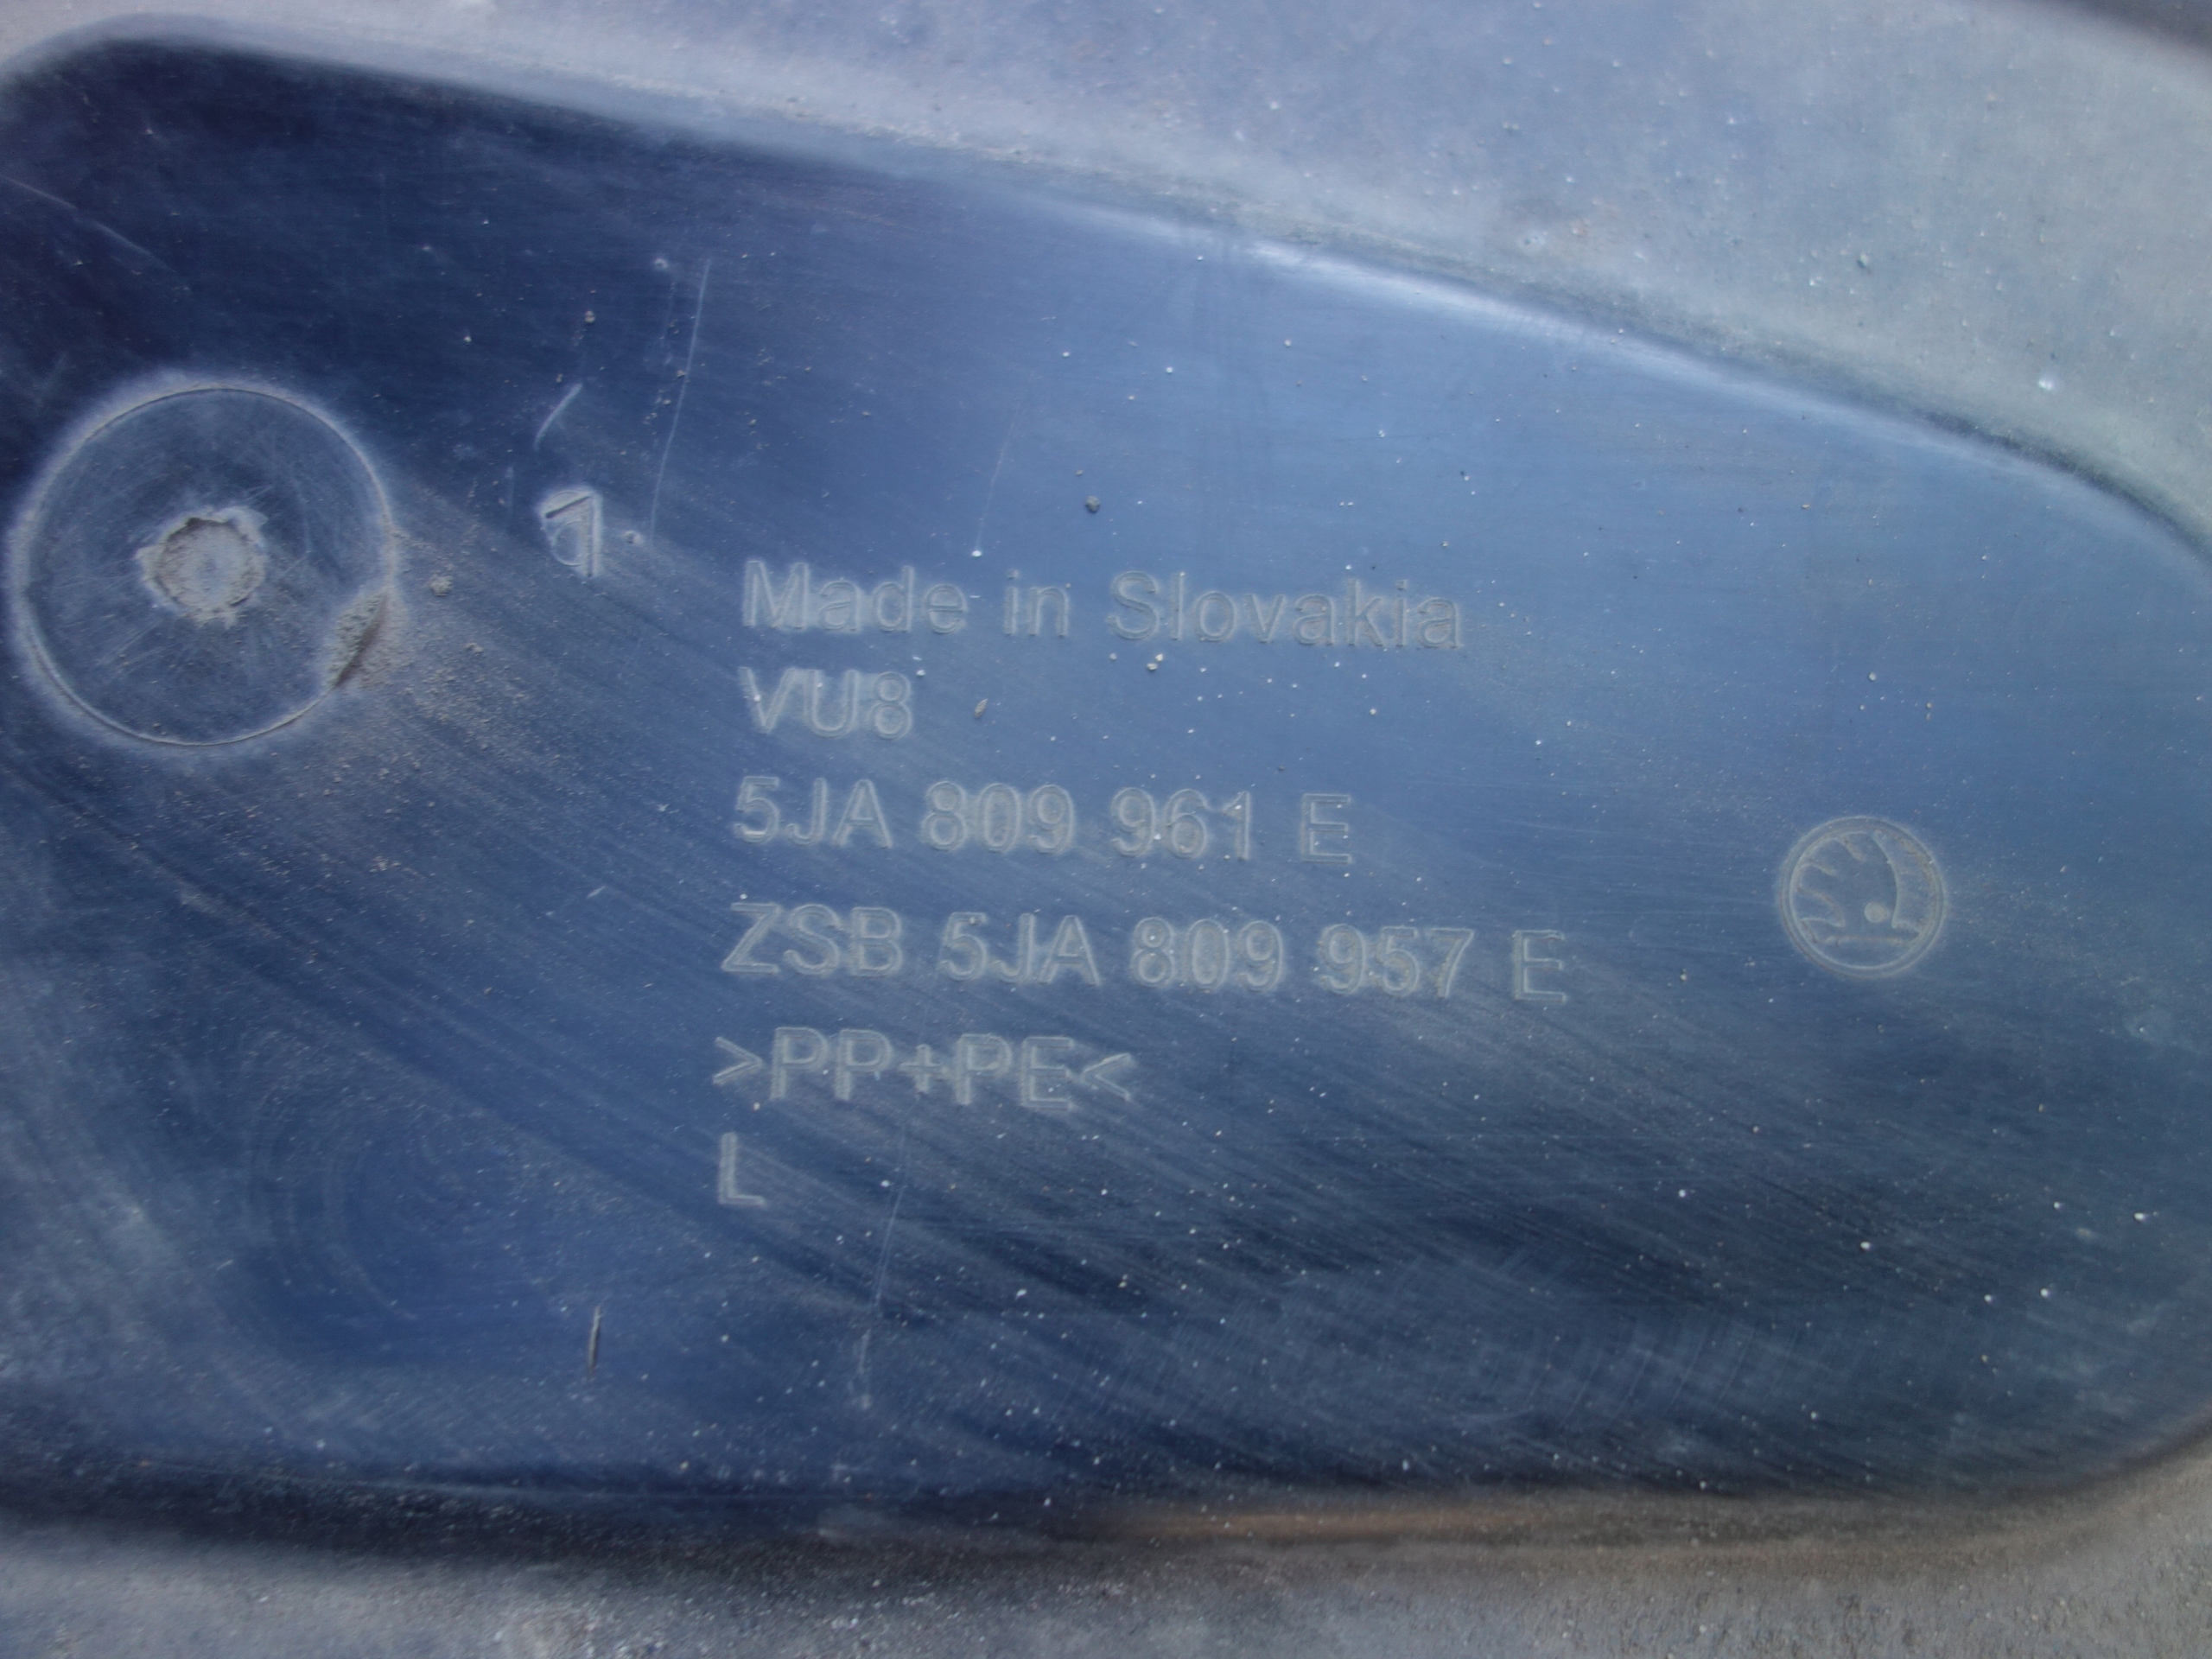 Made in Slovakia
VU8
5JA 809 961 E
ZSB 5JA 809 957 E
>PP+PE<
L